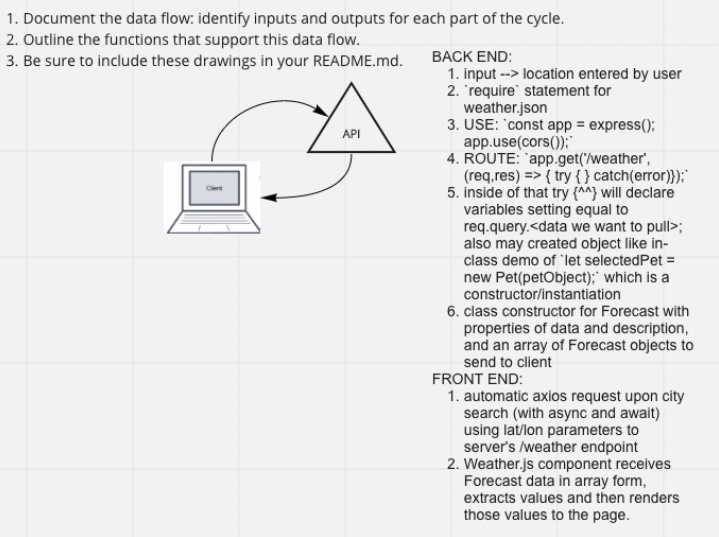 1. Document the data flow: identify inputs and outputs for each part of the cycle.
2. Outline the functions that support this data flow.
3. Be sure to include these drawings in your README.md.
API
Client
BACK END:
1. input --> location entered by user
2. `require` statement for
weather.json
3. USE: `const app = express();
app.use(cors());`
4. ROUTE: `app.get('/weather',
(req,res) => { try { } catch(error)});`
5. inside of that try {^^} will declare
variables setting equal to
req.query.<data we want to pull>;
also may created object like in-
class demo of `let selectedPet =
new Pet(petObject);` which is a
constructor/instantiation
6. class constructor for Forecast with
properties of data and description,
and an array of Forecast objects to
send to client
FRONT END:
1. automatic axios request upon city
search (with async and await)
using lat/lon parameters to
server's /weather endpoint
2. Weather.js component receives
Forecast data in array form,
extracts values and then renders
those values to the page.